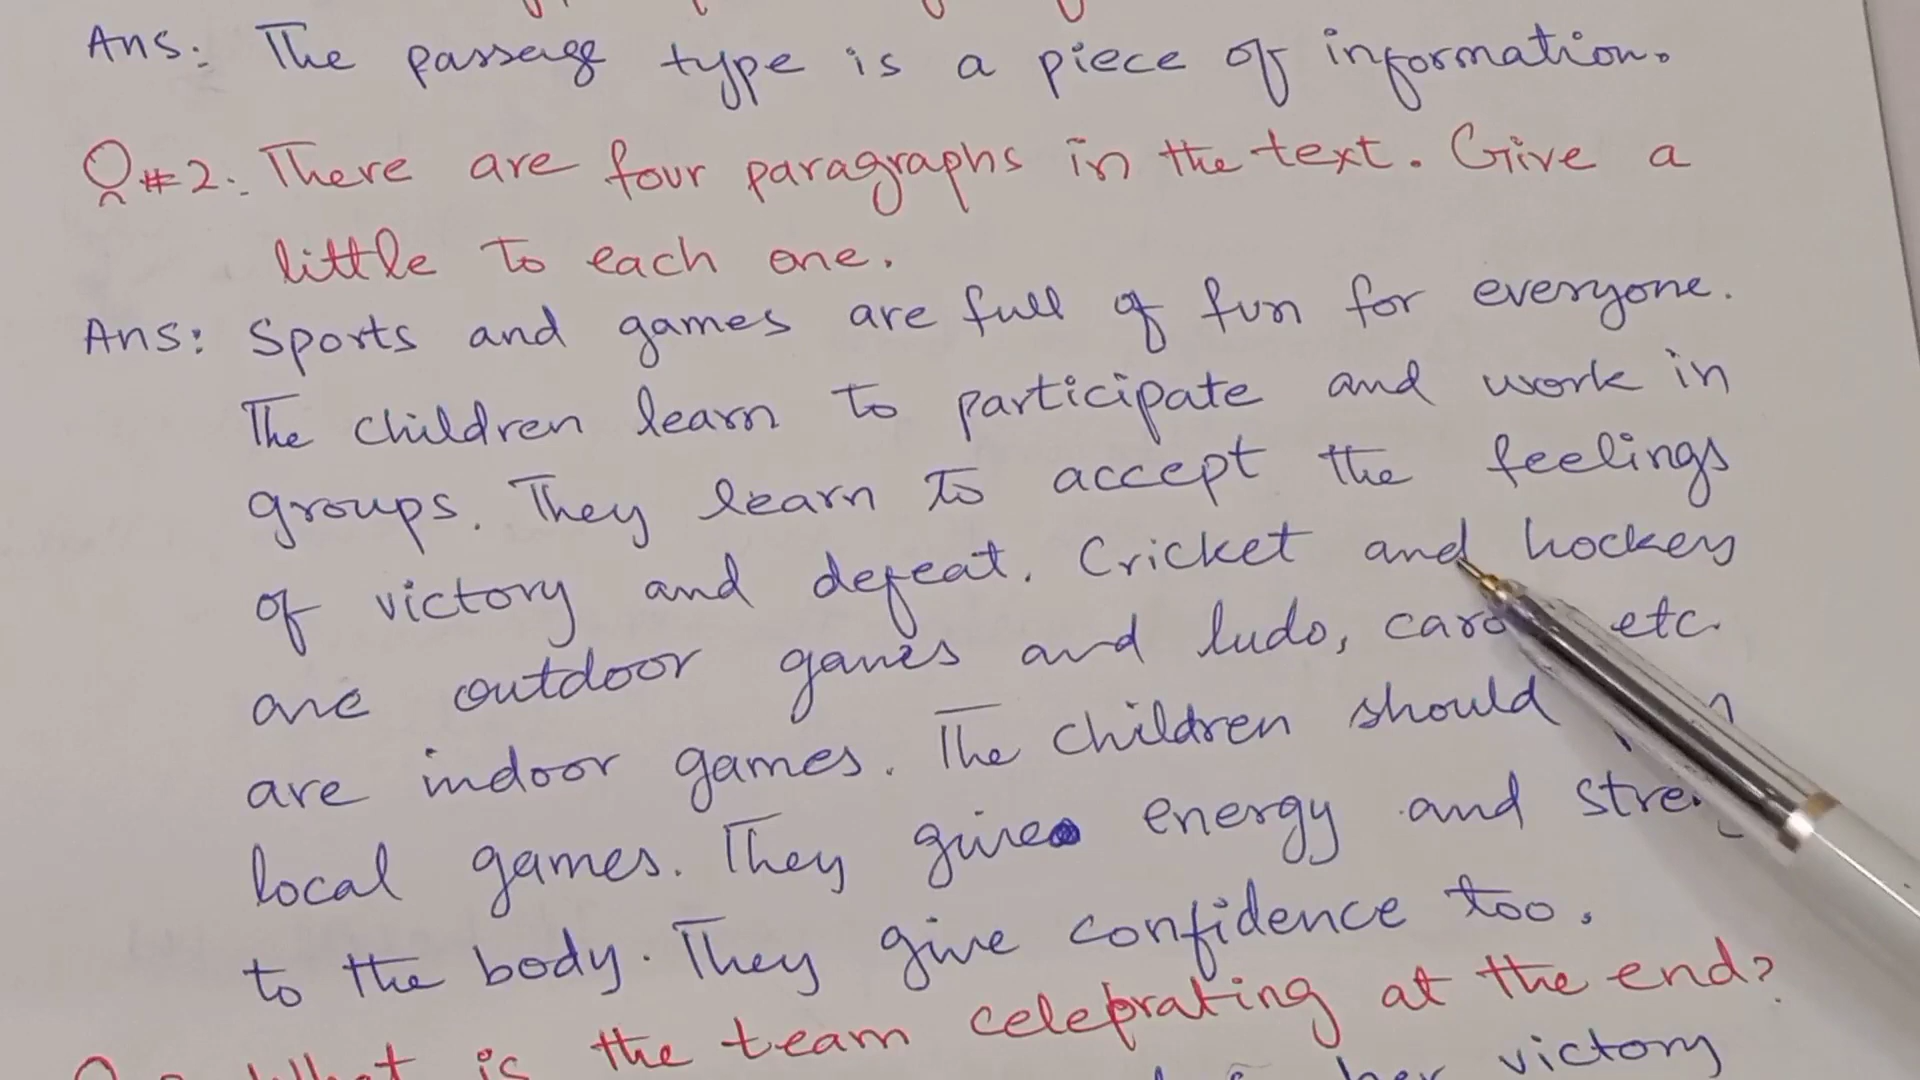 Ans: The passage type is a piece of information.
Q#2: There are four paragraphs in the text. Give a
little to each one.
Ans: Sports and games are full of fun for everyone.
The children learn to participate and work in
groups. They learn to accept the feelings
of victory and defeat. Cricket and hockey
are outdoor games and ludo, etc.
are indoor games. The children should
local games. They give energy and
to the body. They give confidence too.
What is the team celebrating at the end?
her victory